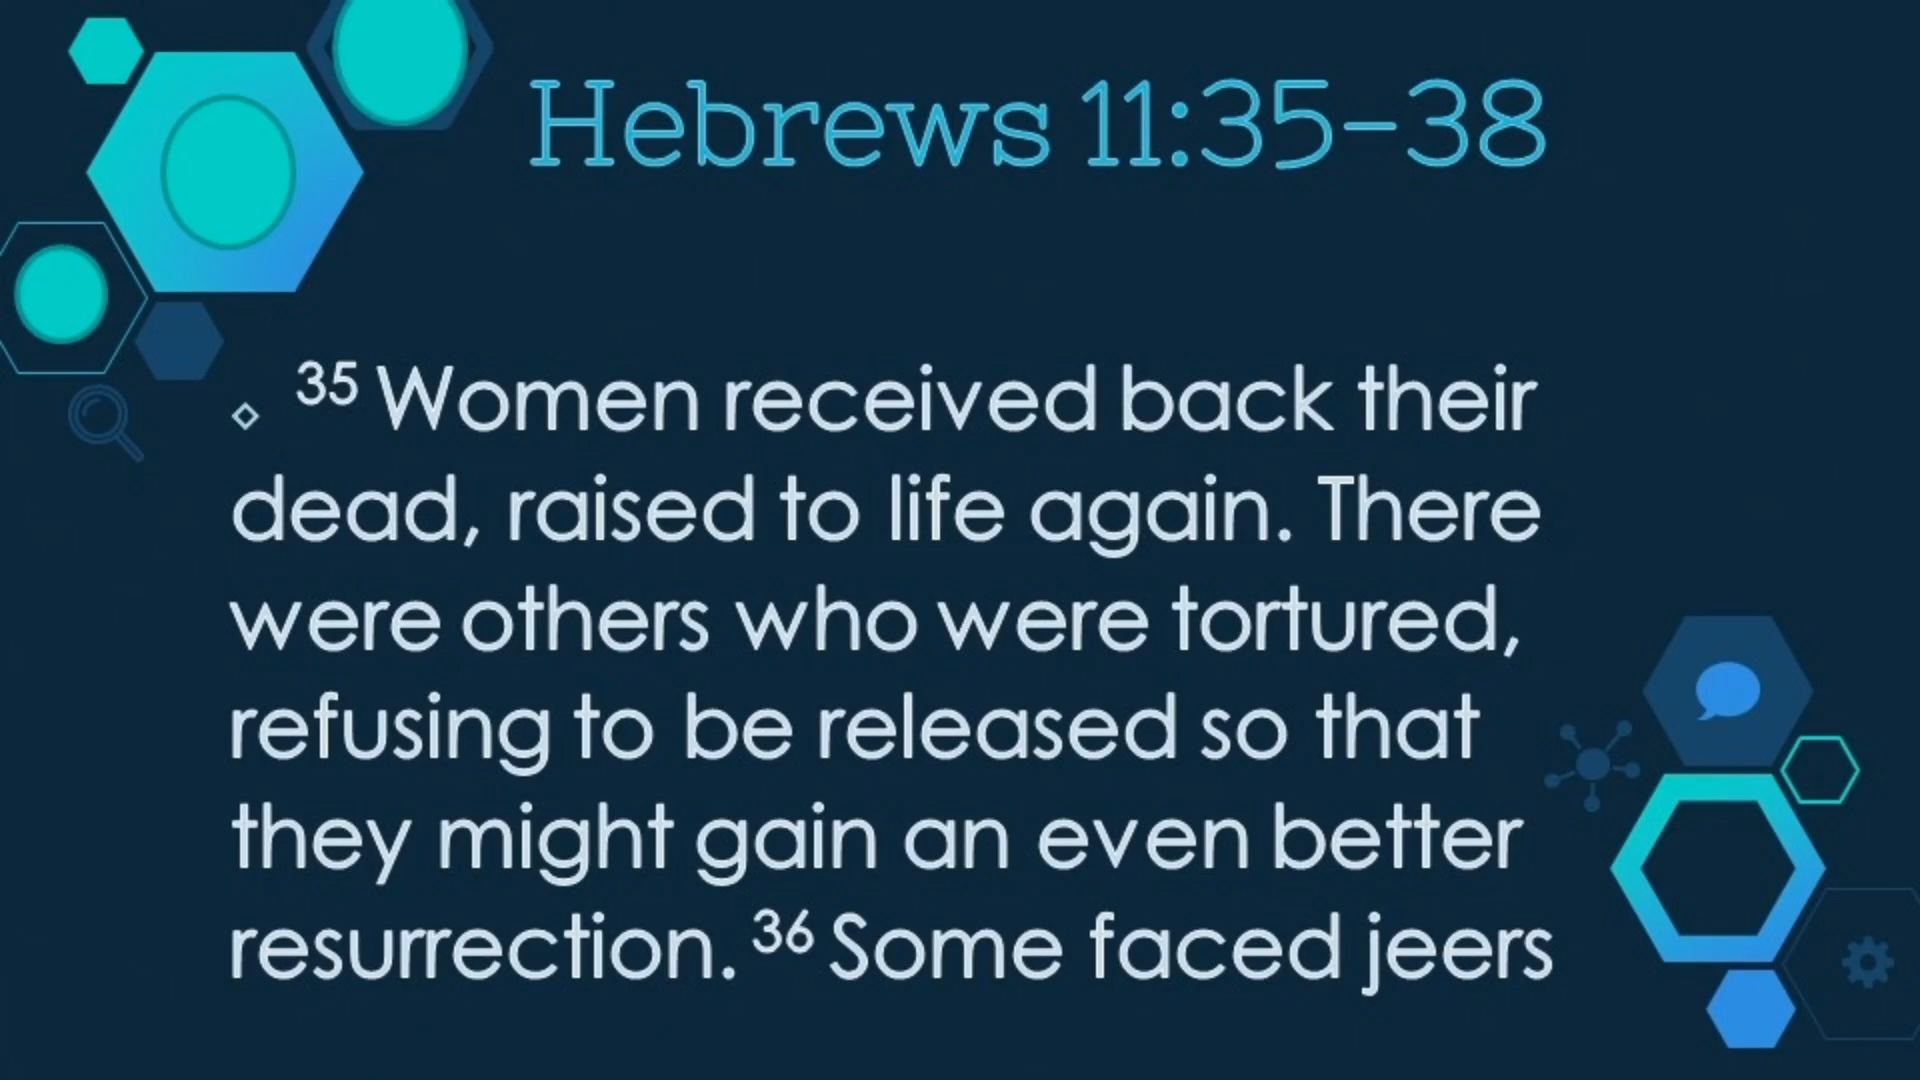 Hebrews 11:35-38
35 Women received back their
dead, raised to life again. There
were others who were tortured,
refusing to be released so that
they might gain an even better
resurrection. 36 Some faced jeers